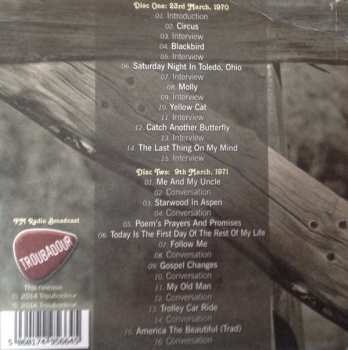 Disc One: 23rd March, 1970
01. Introduction
02. Circus
03. Interview
04. Blackbird
05. Interview
06. Saturday Night In Toledo, Ohio
07. Interview
08. Molly
09. Interview
10. Yellow Cat
11. Interview
12. Catch Another Butterfly
13. Interview
14. The Last Thing On My Mind
15. Interview
Disc Two: 9th March, 1971
01. Me And My Uncle
02. Conversation
03. Starwood In Aspen
04. Conversation
05. Poem's Prayers And Promises
06. Today Is The First Day Of The Rest Of My Life
07. Follow Me
08. Conversation
09. Gospel Changes
10. Conversation
11. My Old Man
12. Conversation
13. Trolley Car Ride
14. Conversation
15. America The Beautiful (Trad)
16. Conversation
FM Radio Broadcast
TROUBADOUR
This release
℗ 2014 Troubadour
© 2014 Troubadour